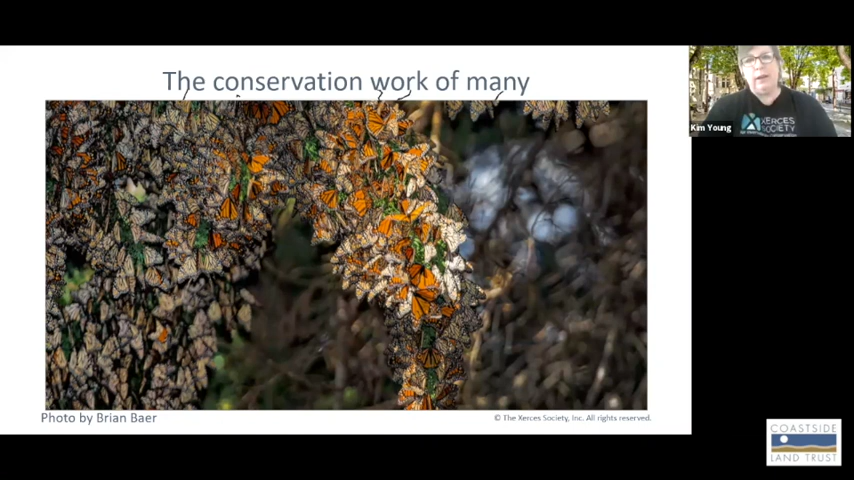 The conservation work of many
Kim Young
XERCES
SOCIETY
Photo by Brian Baer
© The Xerces Society, Inc. All rights reserved.
COASTSIDE
LAND TRUST